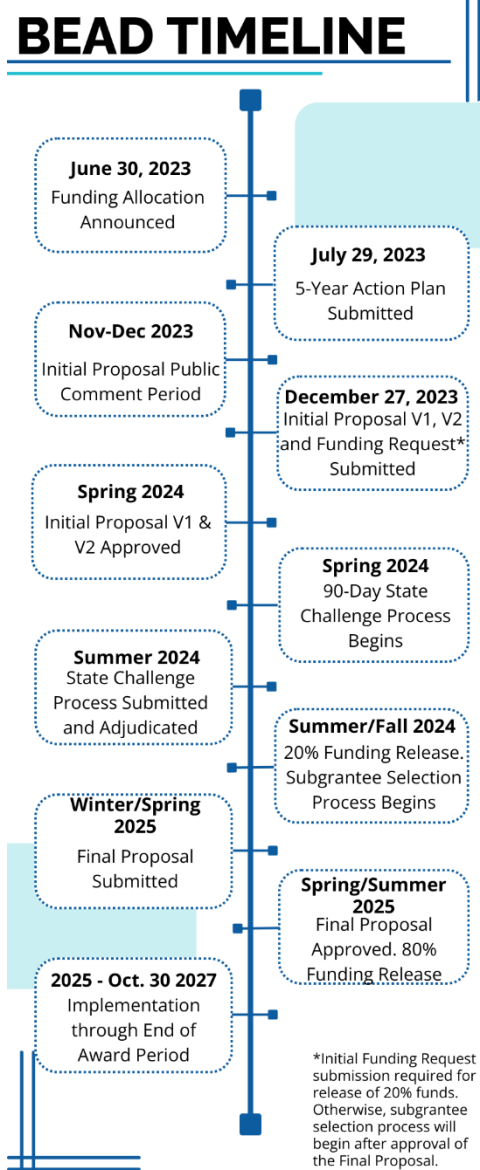 BEAD TIMELINE
June 30, 2023
Funding Allocation
Announced
July 29, 2023
5-Year Action Plan
Submitted
Nov-Dec 2023
Initial Proposal Public
Comment Period
December 27, 2023
Initial Proposal V1, V2
and Funding Request*
Submitted
Spring 2024
Initial Proposal V1 &
V2 Approved
Spring 2024
90-Day State
Challenge Process
Begins
Summer 2024
State Challenge
Process Submitted
and Adjudicated
Summer/Fall 2024
20% Funding Release.
Subgrantee Selection
Process Begins
Winter/Spring
2025
Final Proposal
Submitted
Spring/Summer
2025
Final Proposal
Approved. 80%
Funding Release
2025 - Oct. 30 2027
Implementation
through End of
Award Period
*Initial Funding Request
submission required for
release of 20% funds.
Otherwise, subgrantee
selection process will
begin after approval of
the Final Proposal.